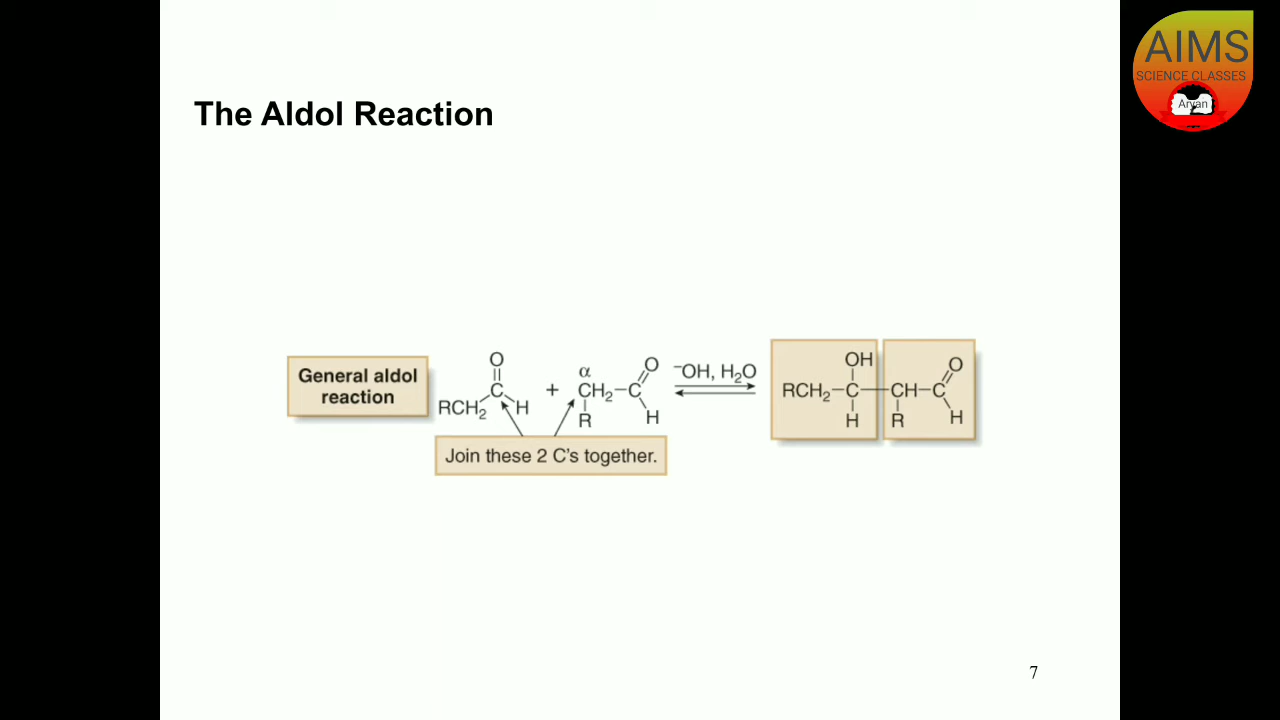 AIMS
SCIENCE CLASSES
Aryan
The Aldol Reaction
General aldol
reaction
O
RCH₂ C H
+
α
CH₂–C
O
R
H
⁻OH, H₂O
OH
RCH₂–C–CH–C
O
H
R
H
Join these 2 C's together.
7